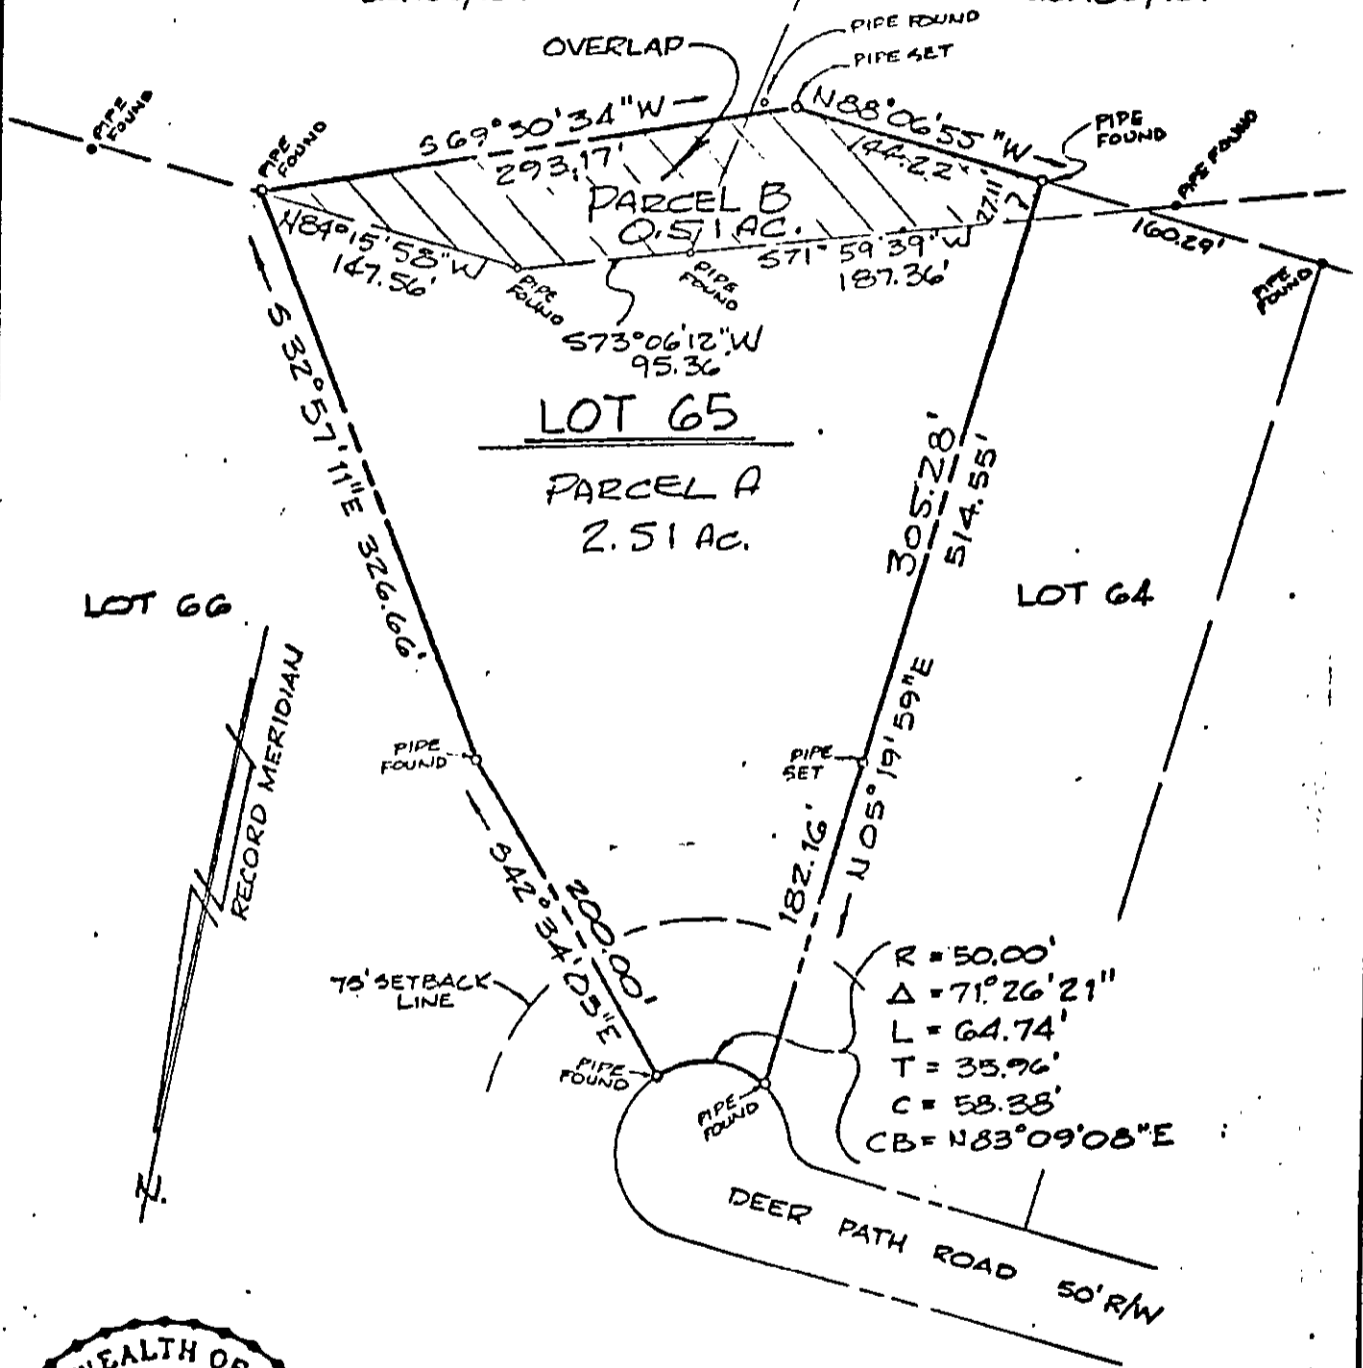 OVERLAP
PIPE FOUND
PIPE SET
PIPE FOUND
PIPE FOUND
S69°30'34"W
293.17'
N88°06'55"W
144.22'
PIPE FOUND
PIPE FOUND
PARCEL B
0.51 AC.
27.11'
160.29'
PIPE FOUND
N84°15'58"W
147.56'
PIPE FOUND
PIPE FOUND
S71°59'39"W
187.36'
S73°06'12"W
95.36'
LOT 65
PARCEL A
2.51 AC.
S32°57'11"E 326.66'
305.28'
514.55'
LOT 66
LOT 64
RECORD MERIDIAN
N.
PIPE FOUND
PIPE SET
N05°19'59"E
182.16'
S42°34'03"E
200.00'
75' SETBACK
LINE
PIPE FOUND
PIPE FOUND
R = 50.00'
Δ = 71°26'21"
L = 64.74'
T = 35.96'
C = 58.38'
CB = N83°09'08"E
DEER PATH ROAD 50' R/W
WEALTH OF